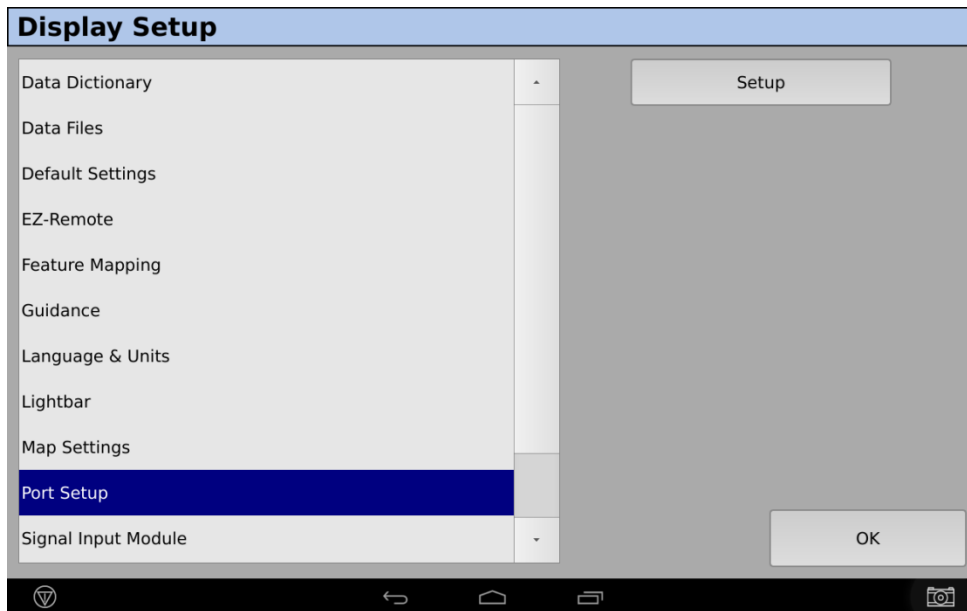 Display Setup
Data Dictionary
Setup
Data Files
Default Settings
EZ-Remote
Feature Mapping
Guidance
Language & Units
Lightbar
Map Settings
Port Setup
Signal Input Module
OK